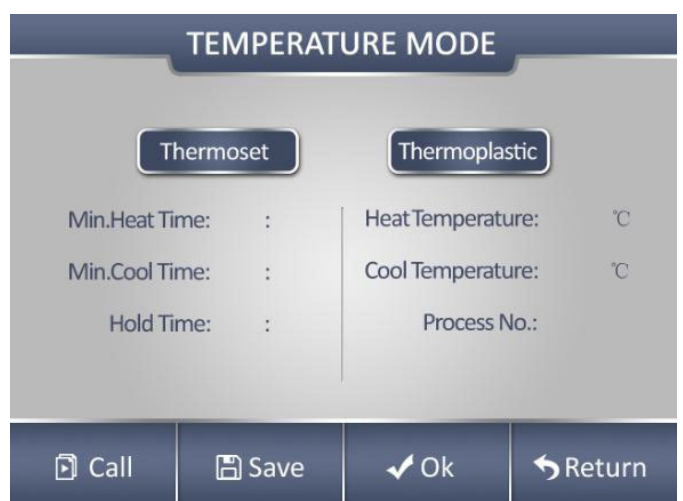 TEMPERATURE MODE
Thermoset Thermoplastic
Min.Heat Time: : Heat Temperature: ℃
Min.Cool Time: : Cool Temperature: ℃
Hold Time: : Process No.:
Call Save Ok Return